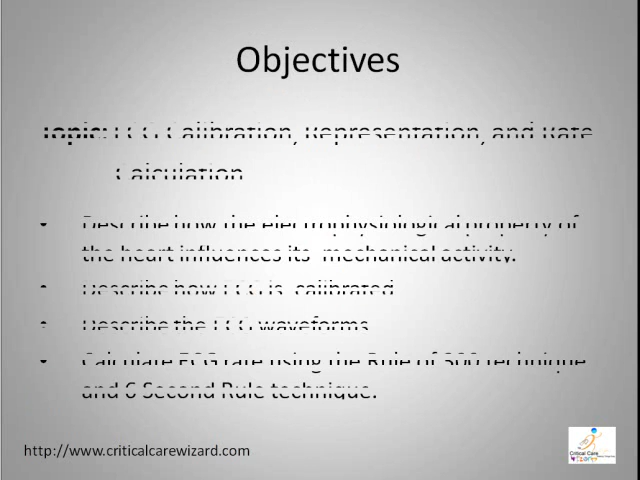 Objectives
Topic: ECG Calibration, Representation, and Rate
Calculation
• Describe how the electrophysiological property of
the heart influences its mechanical activity.
• Describe how ECG is calibrated
• Describe the ECG waveforms
• Calculate ECG rate using the Rule of 300 technique
and 6 Second Rule technique.
http://www.criticalcarewizard.com
Critical Care